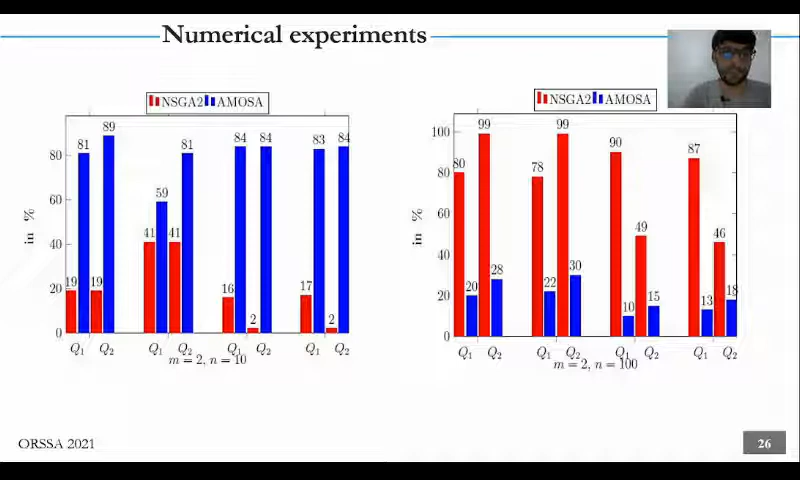 Numerical experiments
NSGA2 AMOSA
in %
80
60
40
20
0
19 81 19 89
41 59 41 81
16 84 2 84
17 83 2 84
Q1 Q2 Q1 Q2 Q1 Q2 Q1 Q2
m = 2, n = 10
NSGA2 AMOSA
in %
100
80
60
40
20
0
80 20 99 28
78 22 99 30
90 10 49 15
87 13 46 18
Q1 Q2 Q1 Q2 Q1 Q2 Q1 Q2
m = 2, n = 100
ORSSA 2021
26